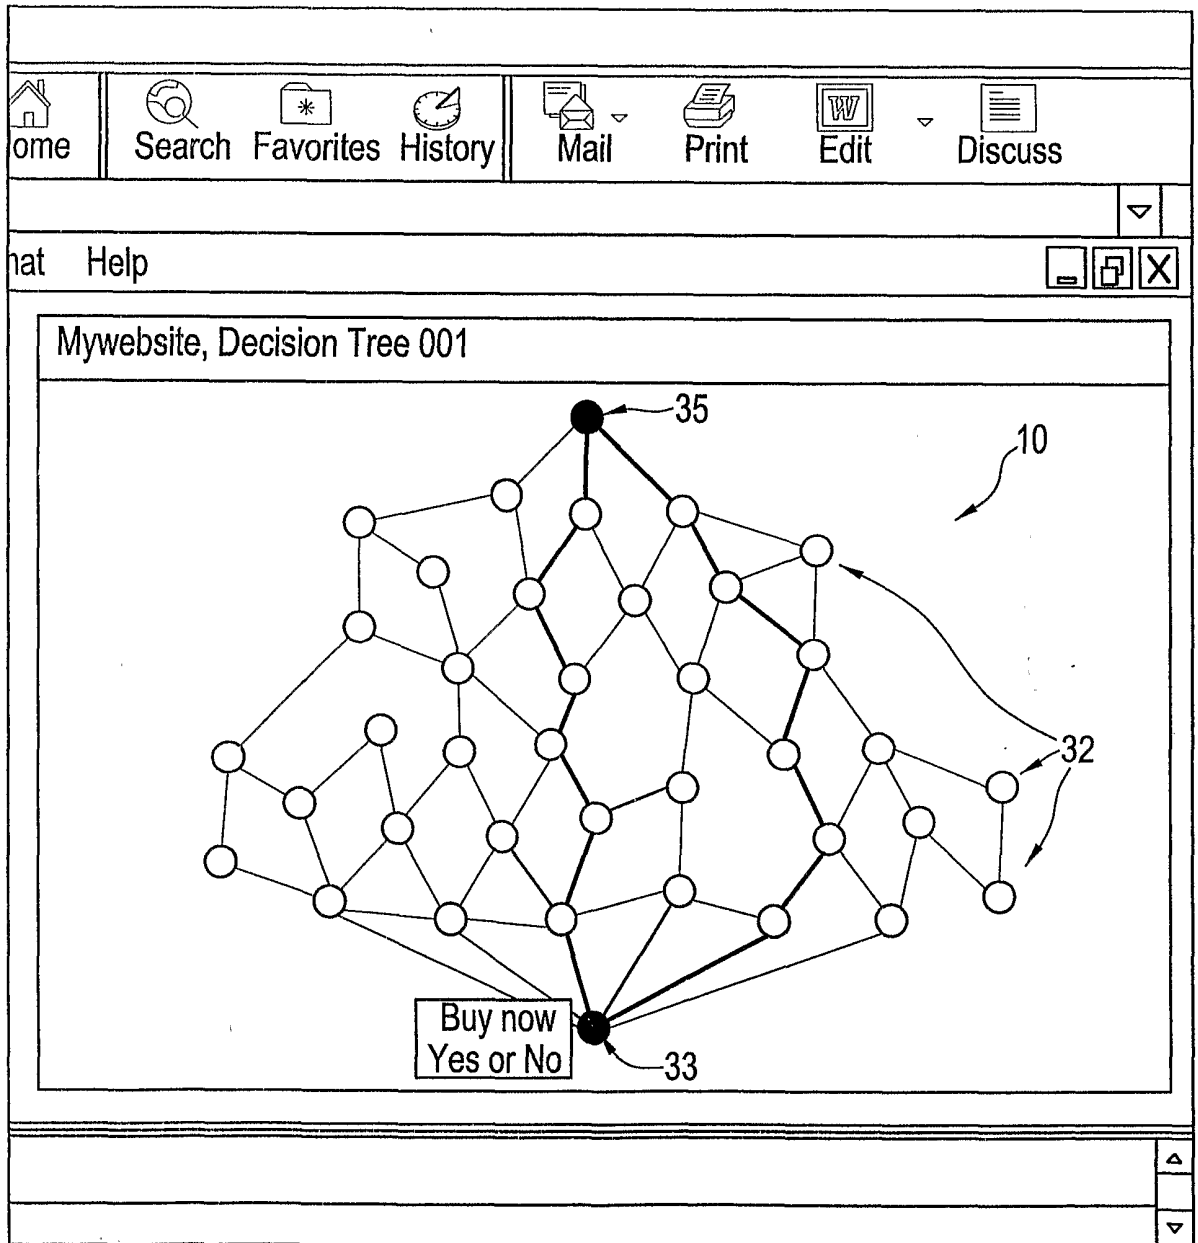 ome Search Favorites History Mail Print Edit Discuss
W
nat Help
Mywebsite, Decision Tree 001
35
10
32
Buy now
Yes or No
33